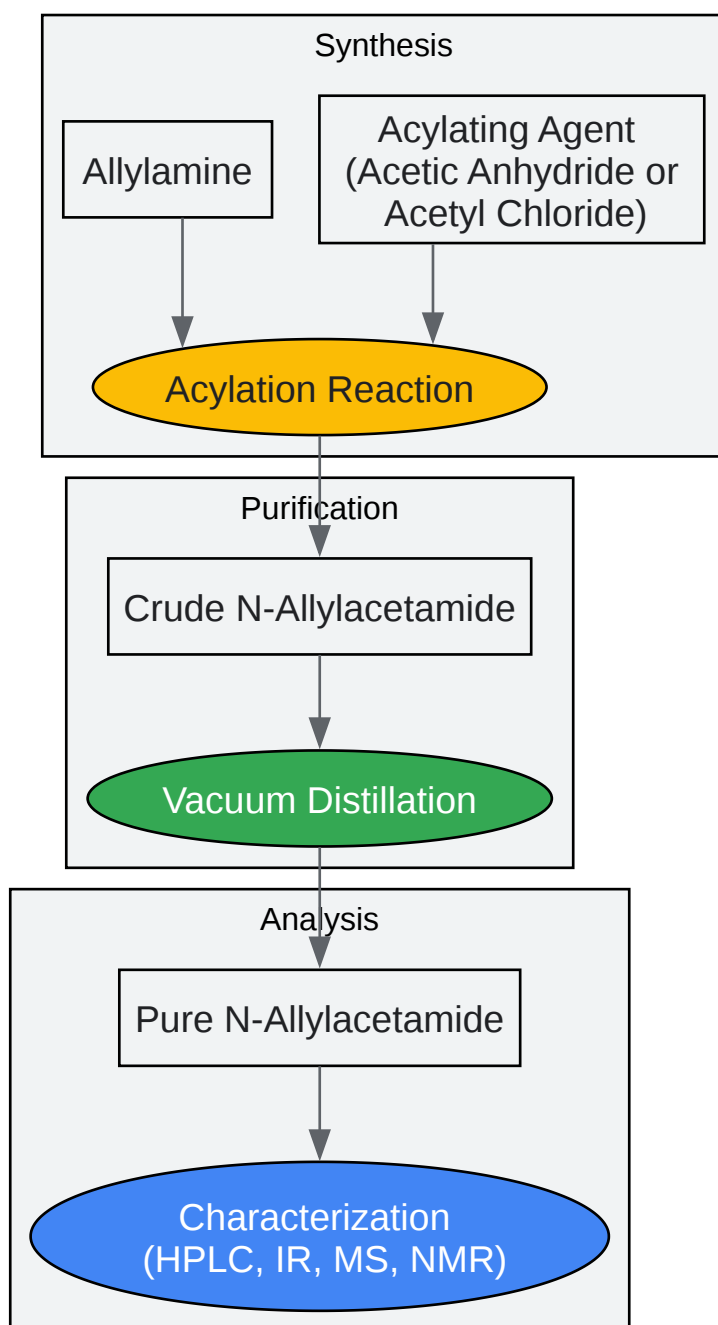 Synthesis
Allylamine
Acylating Agent
(Acetic Anhydride or
Acetyl Chloride)
Acylation Reaction
Purification
Crude N-Allylacetamide
Vacuum Distillation
Analysis
Pure N-Allylacetamide
Characterization
(HPLC, IR, MS, NMR)